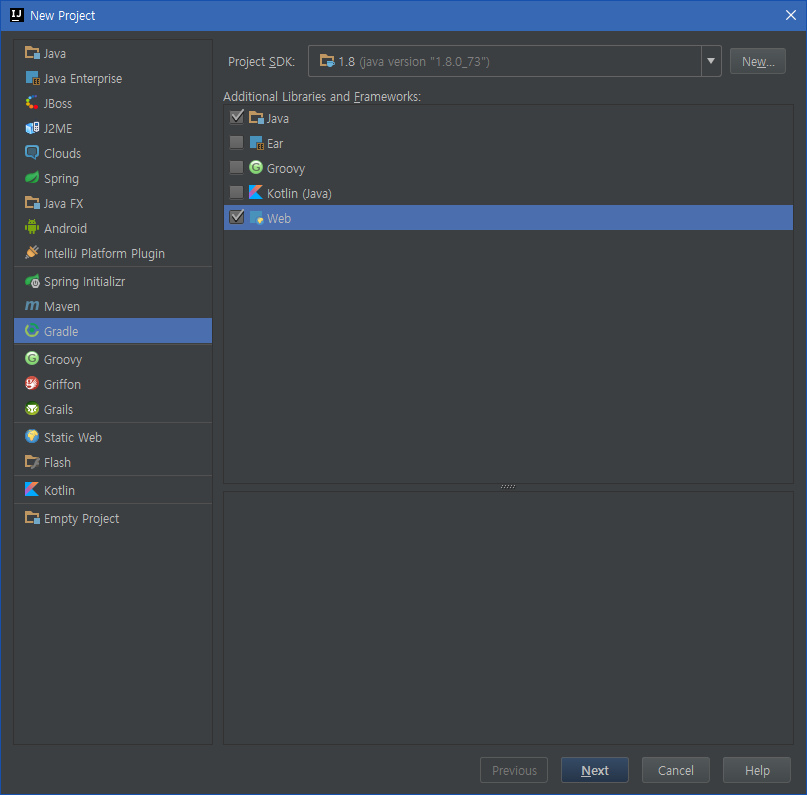 New Project
Java
Java Enterprise
JBoss
J2ME
Clouds
Spring
Java FX
Android
IntelliJ Platform Plugin
Spring Initializr
Maven
Gradle
Groovy
Griffon
Grails
Static Web
Flash
Kotlin
Empty Project
Project SDK: 1.8 (java version "1.8.0_73") New...
Additional Libraries and Frameworks:
Java
Ear
Groovy
Kotlin (Java)
Web
Previous Next Cancel Help